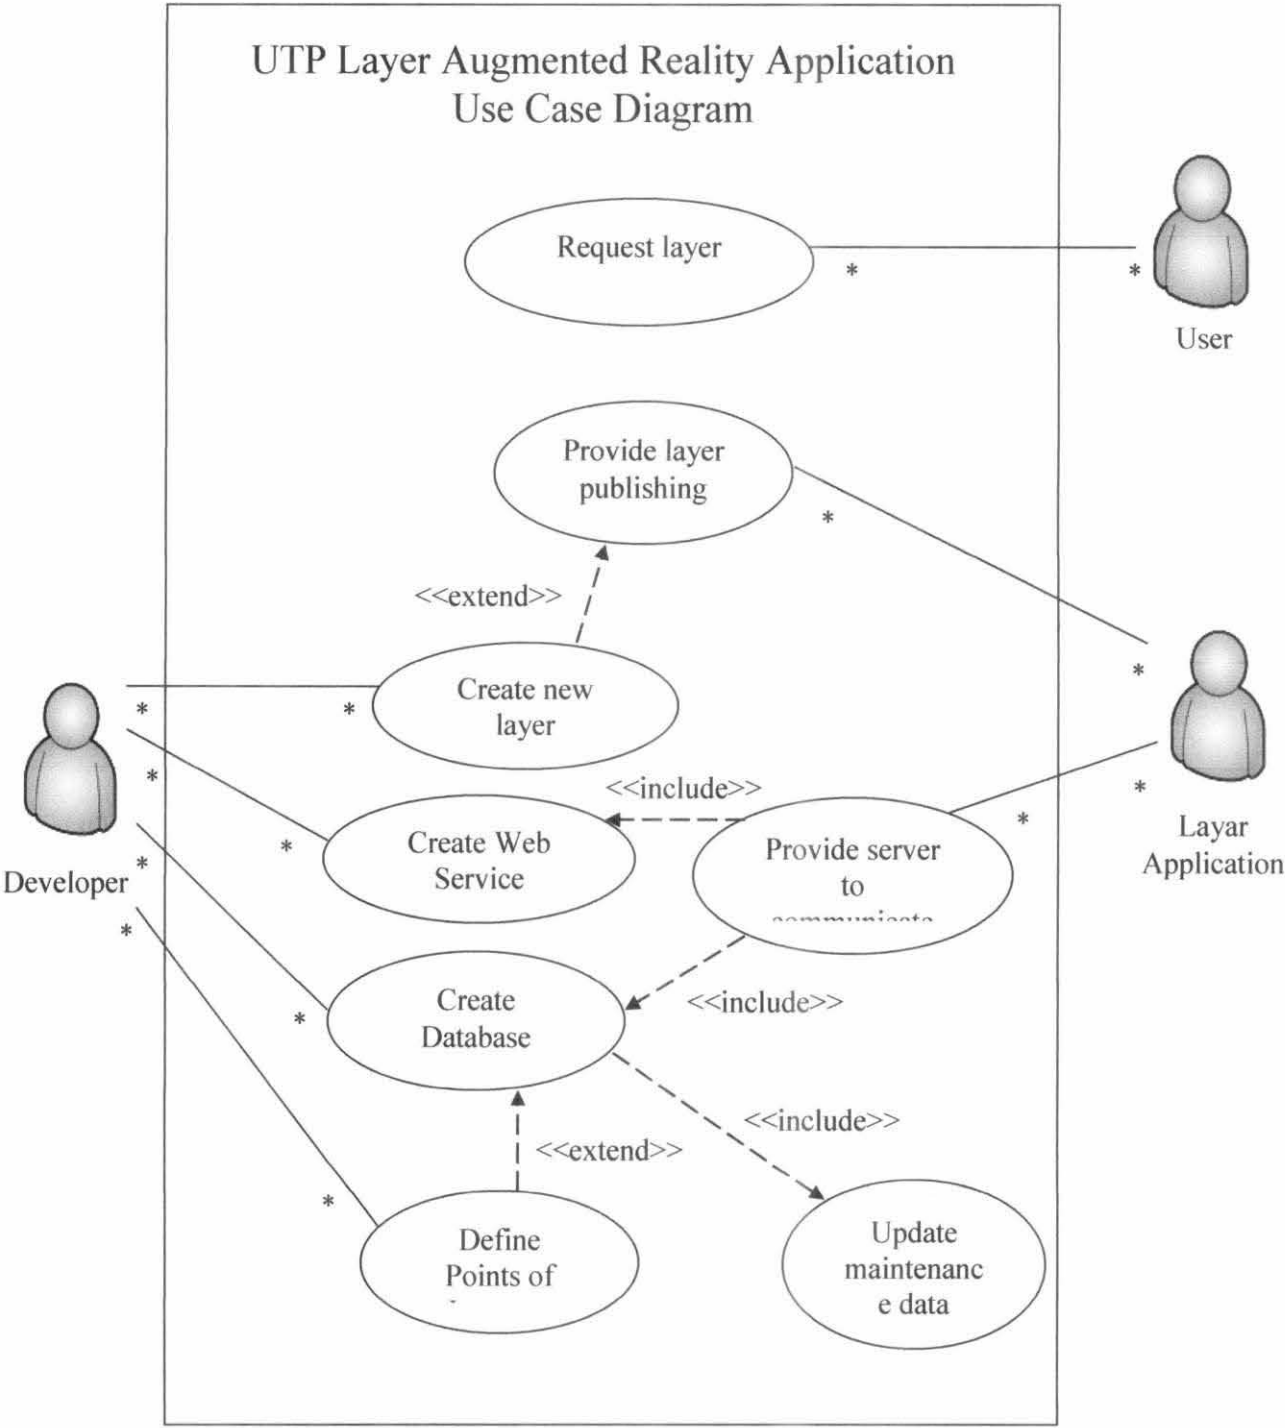 UTP Layer Augmented Reality Application
Use Case Diagram
Request layer
*
*
User
Provide layer
publishing
*
<<extend>>
*
Create new
layer
*
*
*
<<include>>
*
Layar
Application
Create Web
Service
*
Provide server
to
communicate
*
Developer
*
*
Create
Database
*
<<include>>
<<include>>
<<extend>>
*
Define
Points of
Update
maintenanc
e data